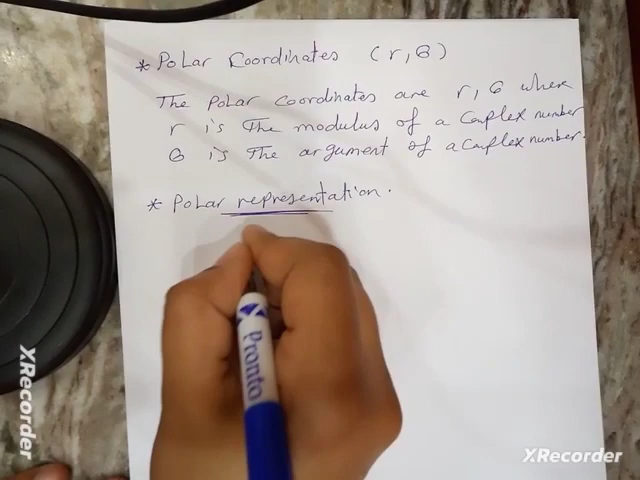 * Polar Coordinates (r, θ)
The Polar Coordinates are r, θ where
r is The modulus of a Complex number
θ is The argument of a Complex number.
* Polar representation.
Pronto
XRecorder
XRecorder